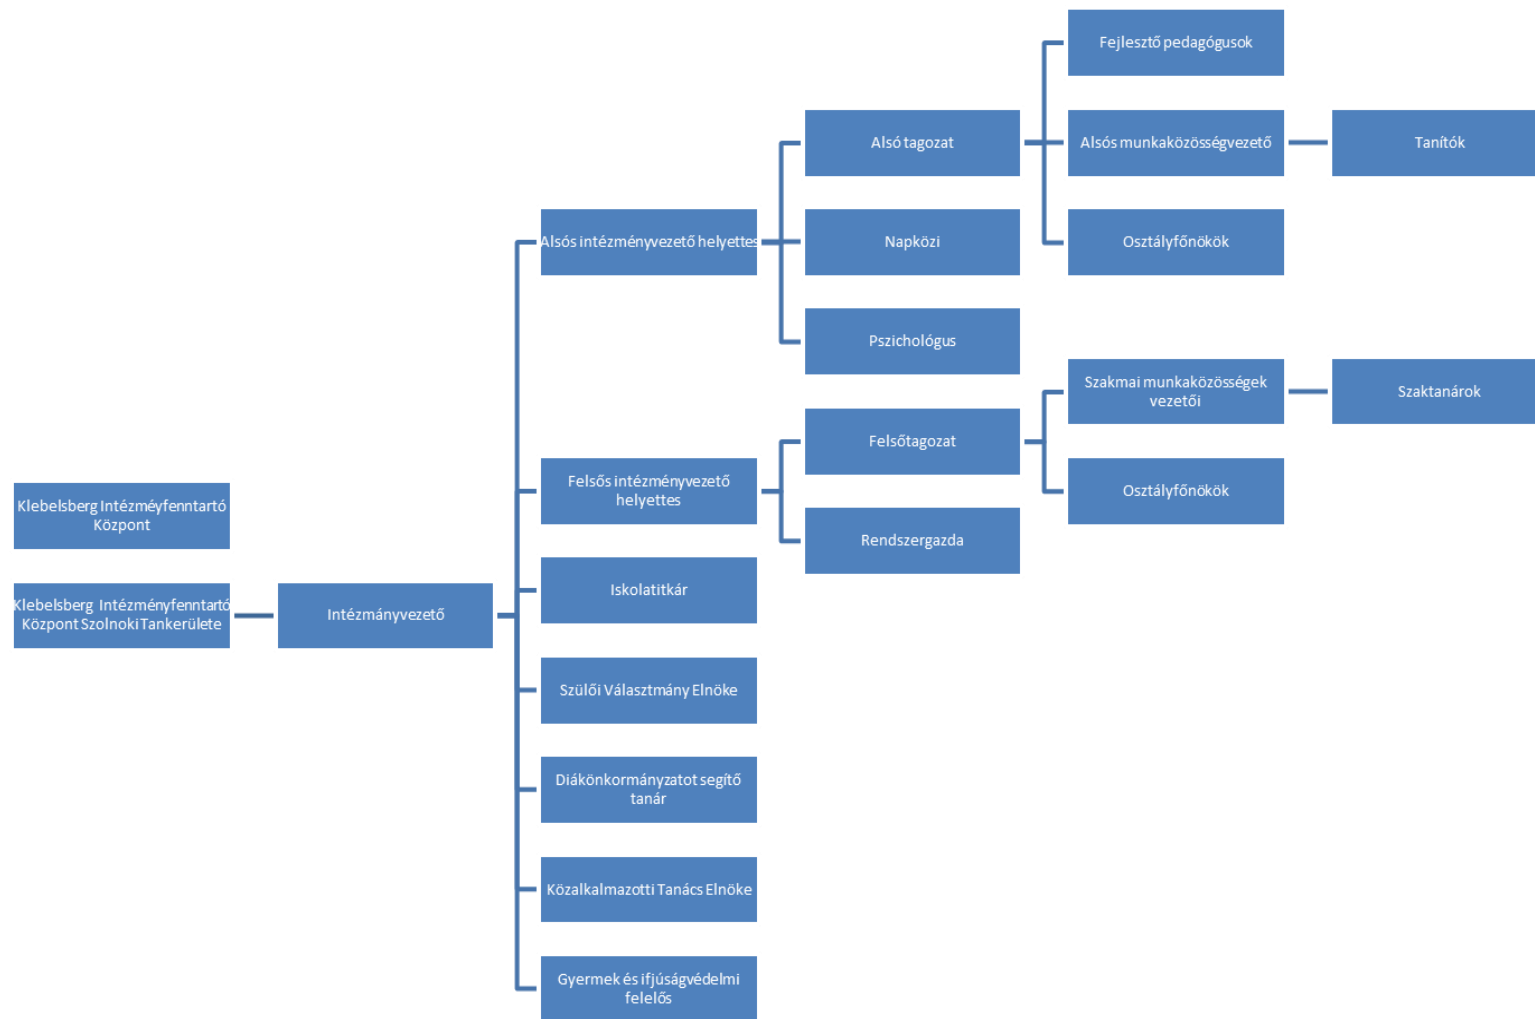 Klebelsberg Intézméyfenntartó
Központ
Klebelsberg Intézményfenntartó
Központ Szolnoki Tankerülete
Intézmányvezető
Alsós intézményvezető helyettes
Alsó tagozat
Fejlesztő pedagógusok
Alsós munkaközösségvezető
Tanítók
Osztályfőnökök
Napközi
Pszichológus
Felsős intézményvezető
helyettes
Felsőtagozat
Szakmai munkaközösségek
vezetői
Szaktanárok
Osztályfőnökök
Rendszergazda
Iskolatitkár
Szülői Választmány Elnöke
Diákönkormányzatot segítő
tanár
Közalkalmazotti Tanács Elnöke
Gyermek és ifjúságvédelmi
felelős